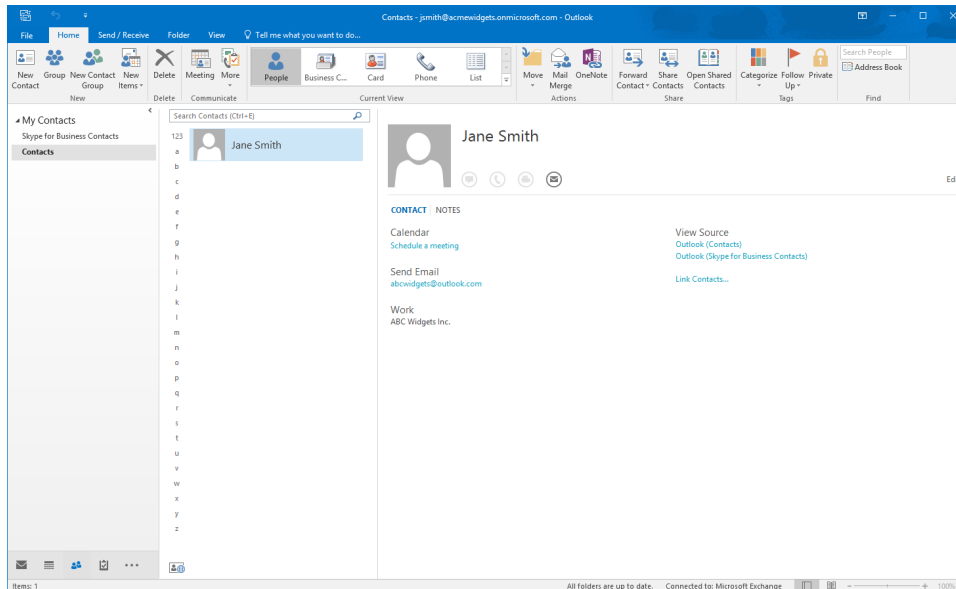 Contacts - jsmith@acmewidgets.onmicrosoft.com - Outlook
File Home Send / Receive Folder View Tell me what you want to do...
New Contact
Group
New Contact Group
New Items
New
Delete
Delete
Meeting
More
Communicate
People
Business C...
Card
Phone
List
Current View
Move
Mail Merge
OneNote
Actions
Forward Contact
Share Contacts
Open Shared Contacts
Share
Categorize
Follow Up
Private
Tags
Search People
Address Book
Find
My Contacts
Skype for Business Contacts
Contacts
Search Contacts (Ctrl+E)
123
a
b
c
d
e
f
g
h
i
j
k
l
m
n
o
p
q
r
s
t
u
v
w
x
y
z
Jane Smith
Jane Smith
Ed
CONTACT NOTES
Calendar
Schedule a meeting
Send Email
abcwidgets@outlook.com
Work
ABC Widgets Inc.
View Source
Outlook (Contacts)
Outlook (Skype for Business Contacts)
Link Contacts...
Items: 1
All folders are up to date. Connected to: Microsoft Exchange
100%